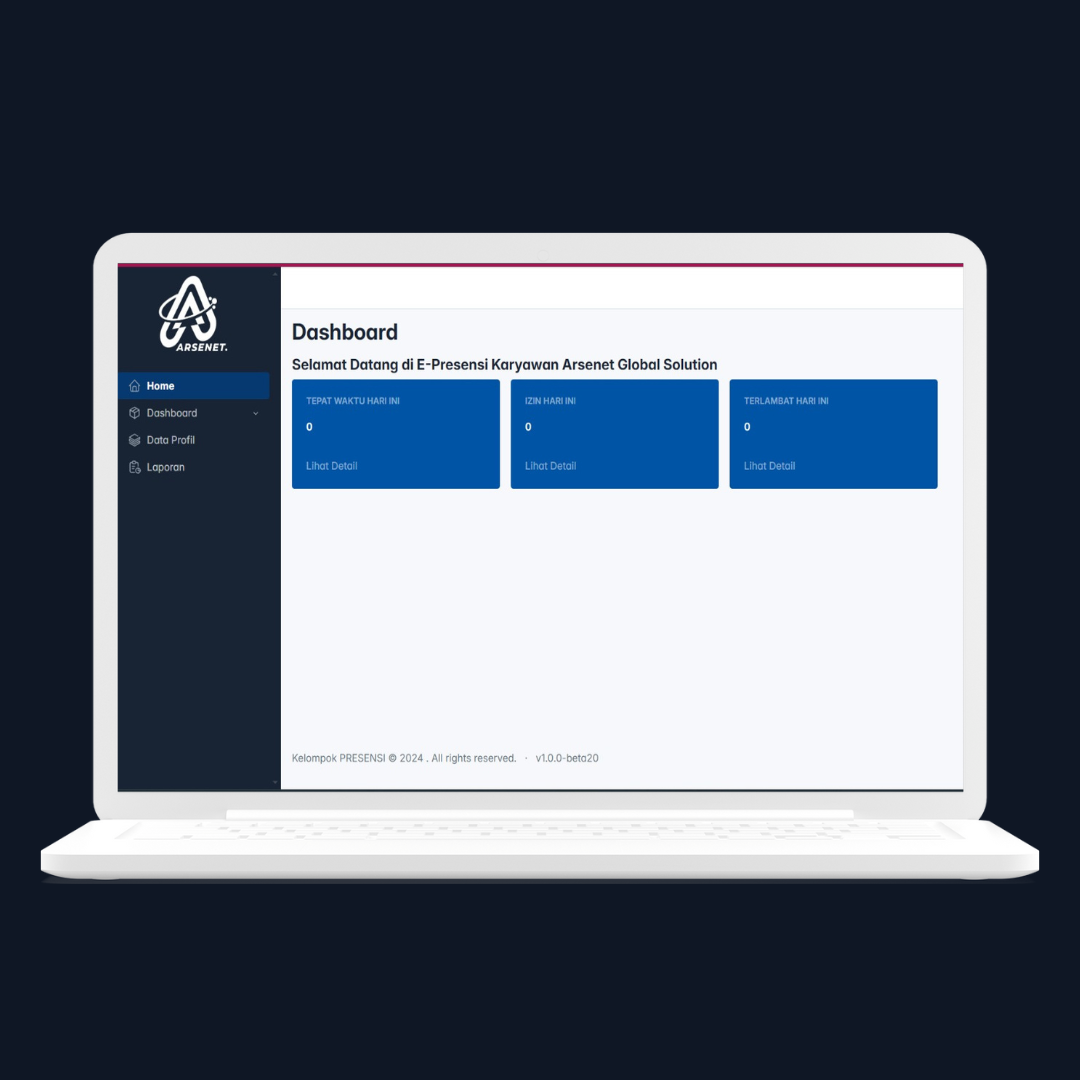 ARSENET.
Home
Dashboard
Data Profil
Laporan
Dashboard
Selamat Datang di E-Presensi Karyawan Arsenet Global Solution
TEPAT WAKTU HARI INI
0
Lihat Detail
IZIN HARI INI
0
Lihat Detail
TERLAMBAT HARI INI
0
Lihat Detail
Kelompok PRESENSI © 2024 . All rights reserved. · v1.0.0-beta20